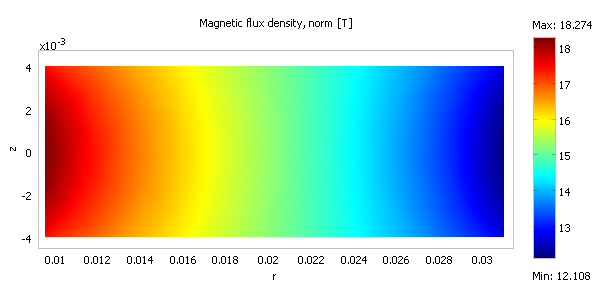 Magnetic flux density, norm [T]
Max: 18.274
x10⁻³
4
2
0
-2
-4
z
0.01 0.012 0.014 0.016 0.018 0.02 0.022 0.024 0.026 0.028 0.03
r
18
17
16
15
14
13
Min: 12.108